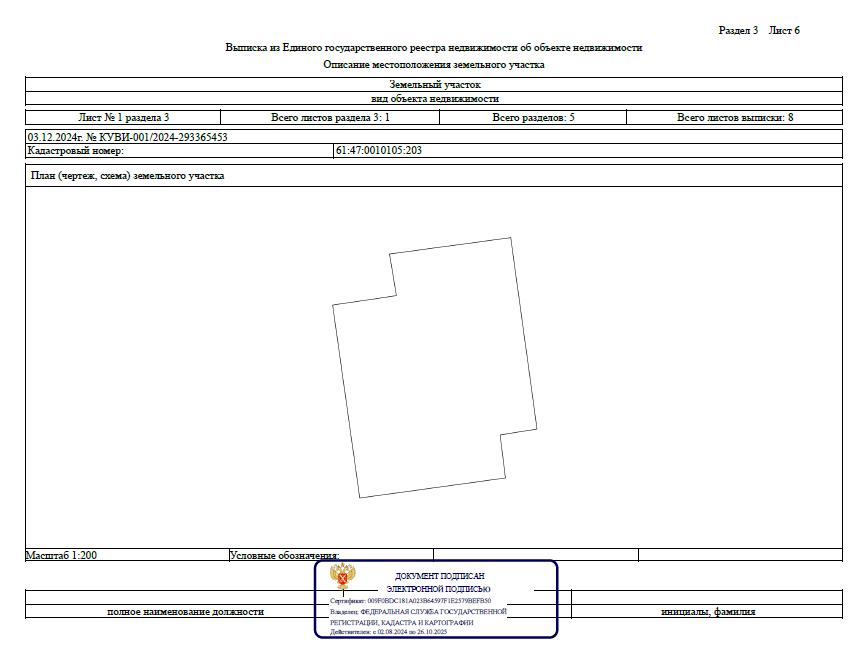 Раздел 3 Лист 6
Выписка из Единого государственного реестра недвижимости об объекте недвижимости
Описание местоположения земельного участка
Земельный участок
вид объекта недвижимости
Лист № 1 раздела 3 Всего листов раздела 3: 1 Всего разделов: 5 Всего листов выписки: 8
03.12.2024г. № КУВИ-001/2024-293365453
Кадастровый номер: 61:47:0010105:203
План (чертеж, схема) земельного участка
Масштаб 1:200 Условные обозначения:
ДОКУМЕНТ ПОДПИСАН
ЭЛЕКТРОННОЙ ПОДПИСЬЮ
Сертификат: 009F0BDC181A023B64597F1E2579BEFB50
Владелец: ФЕДЕРАЛЬНАЯ СЛУЖБА ГОСУДАРСТВЕННОЙ
РЕГИСТРАЦИИ, КАДАСТРА И КАРТОГРАФИИ
Действителен: с 02.08.2024 по 26.10.2025
полное наименование должности инициалы, фамилия